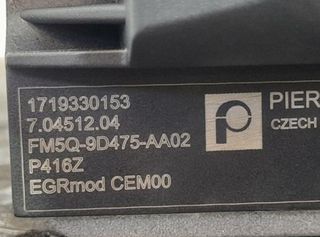 1719330153
7.04512.04
FM5Q-9D475-AA02
P416Z
EGRmod CEM00
PIER
CZECH